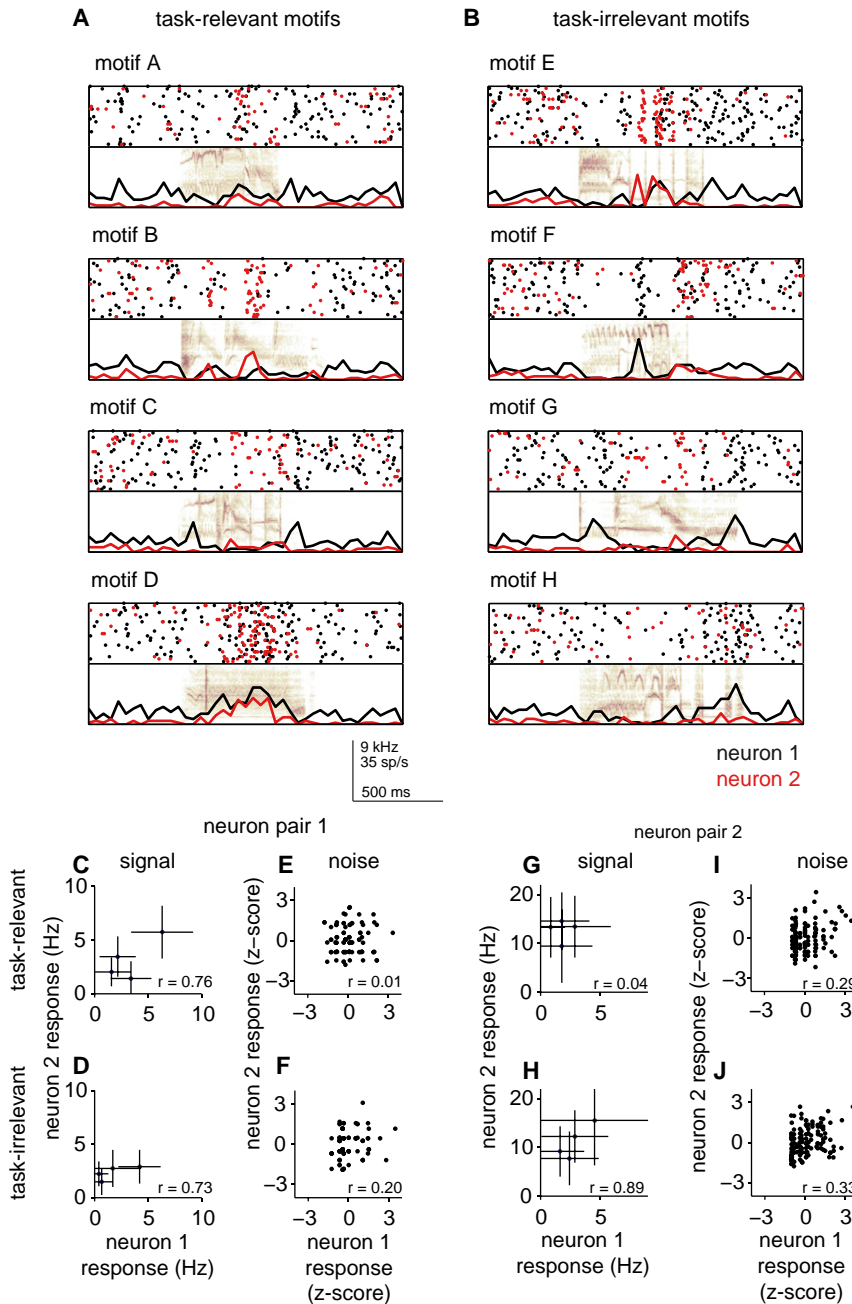 A task-relevant motifs
B task-irrelevant motifs
motif A
motif E
motif B
motif F
motif C
motif G
motif D
motif H
9 kHz
35 sp/s
500 ms
neuron 1
neuron 2
neuron pair 1
neuron pair 2
C signal
E noise
G signal
I noise
task-relevant
task-irrelevant
neuron 2 response (Hz)
10
5
0
r = 0.76
0 5 10
neuron 2 response (z−score)
3
0
−3
r = 0.01
−3 0 3
neuron 2 response (Hz)
20
10
0
r = 0.04
0 5
neuron 2 response (z−score)
3
0
−3
r = 0.29
−3 0 3
D
10
5
0
r = 0.73
0 5 10
neuron 1
response (Hz)
F
3
0
−3
r = 0.20
−3 0 3
neuron 1
response
(z−score)
H
20
10
0
r = 0.89
0 5
neuron 1
response (Hz)
J
3
0
−3
r = 0.33
−3 0 3
neuron 1
response
(z−score)